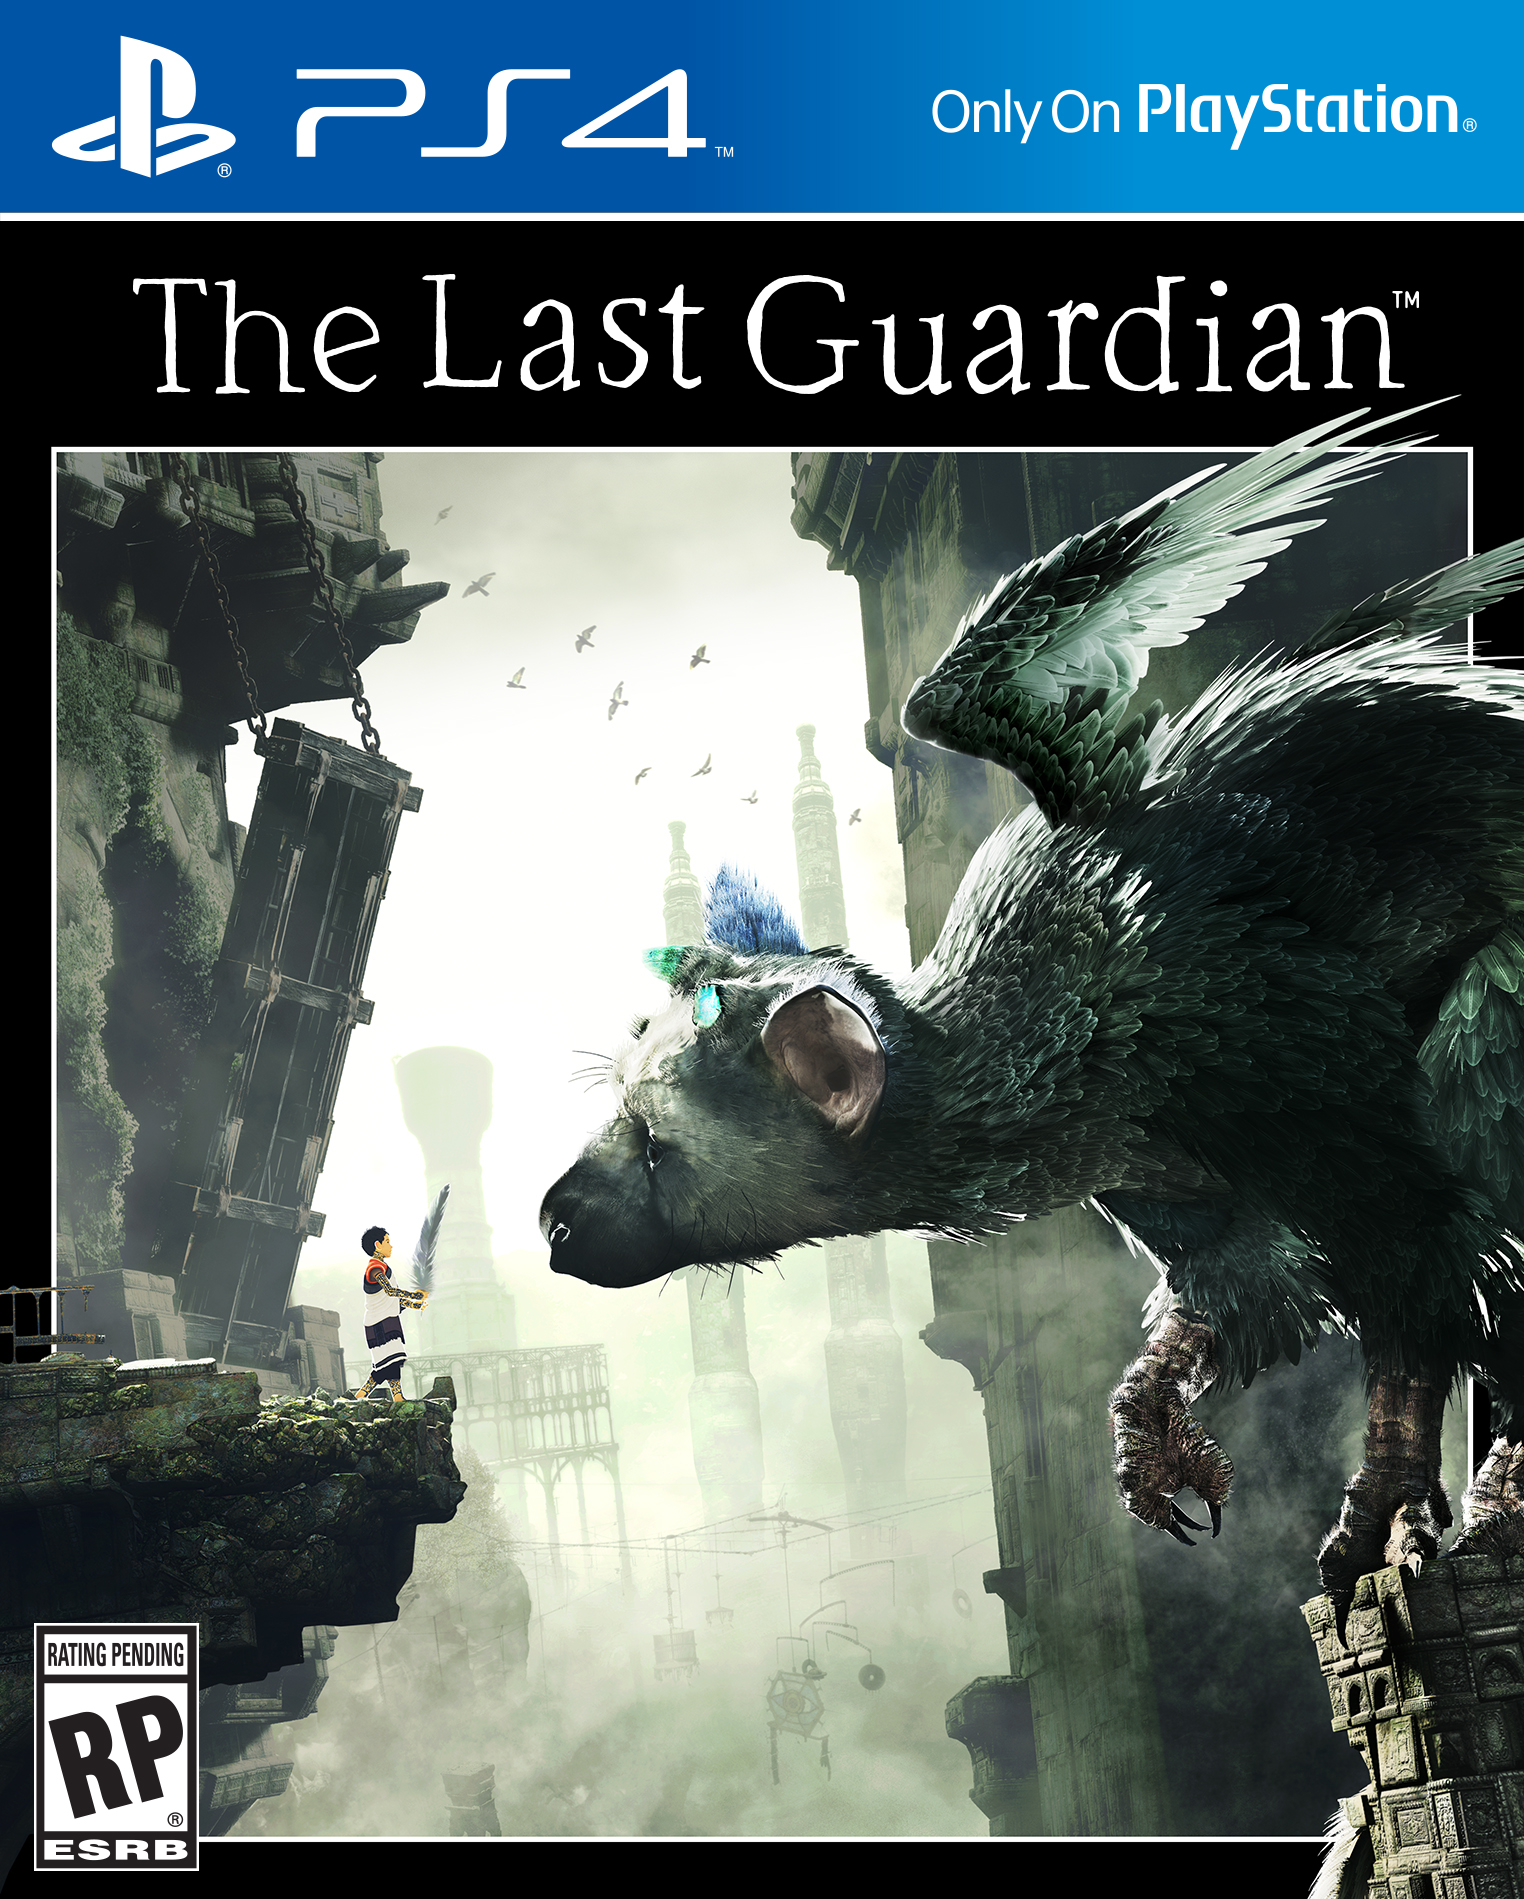 PS4™
Only On PlayStation®
The Last Guardian™
RATING PENDING
RP
ESRB